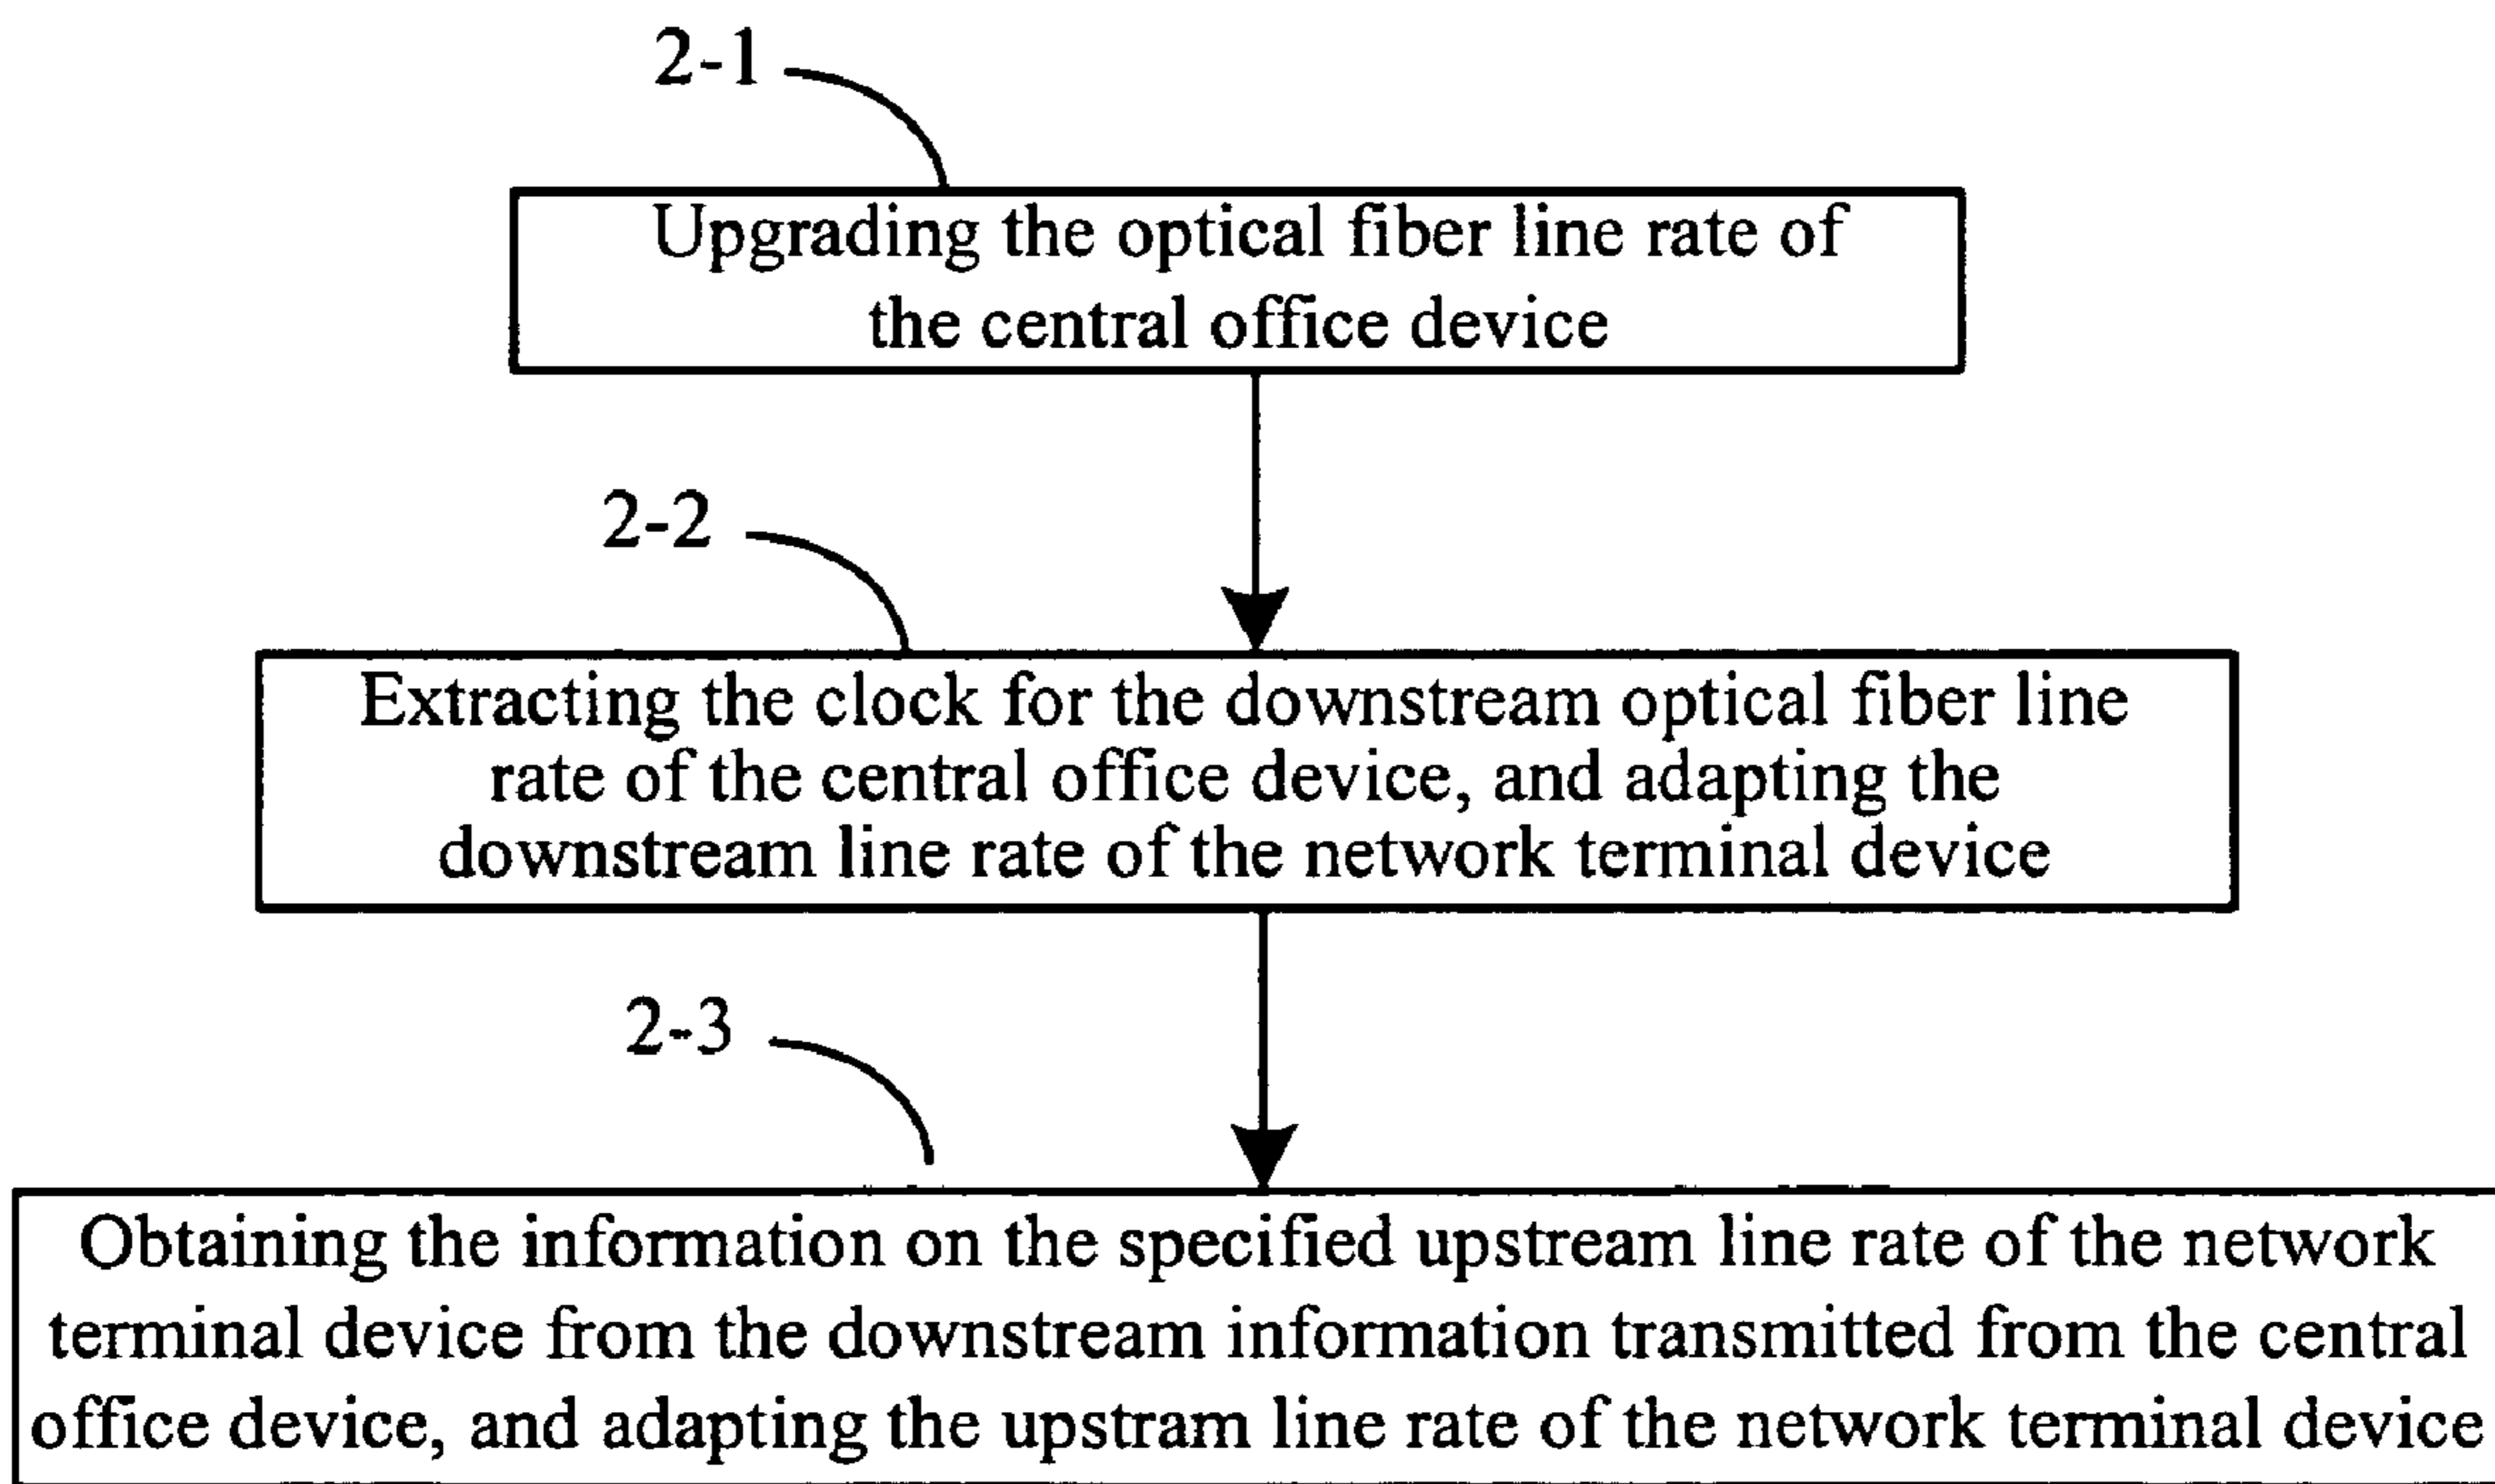 2-1
Upgrading the optical fiber line rate of
the central office device
2-2
Extracting the clock for the downstream optical fiber line
rate of the central office device, and adapting the
downstream line rate of the network terminal device
2-3
Obtaining the information on the specified upstream line rate of the network
terminal device from the downstream information transmitted from the central
office device, and adapting the upstram line rate of the network terminal device